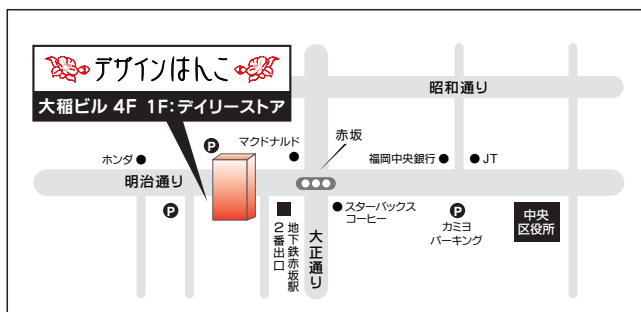 デザインはんこ
大稲ビル 4F 1F:デイリーストア
昭和通り
P
マクドナルド
赤坂
ホンダ
福岡中央銀行
JT
明治通り
P
地下鉄赤坂駅
2番出口
大正通り
スターバックス
コーヒー
P
カミヨ
パーキング
中央
区役所